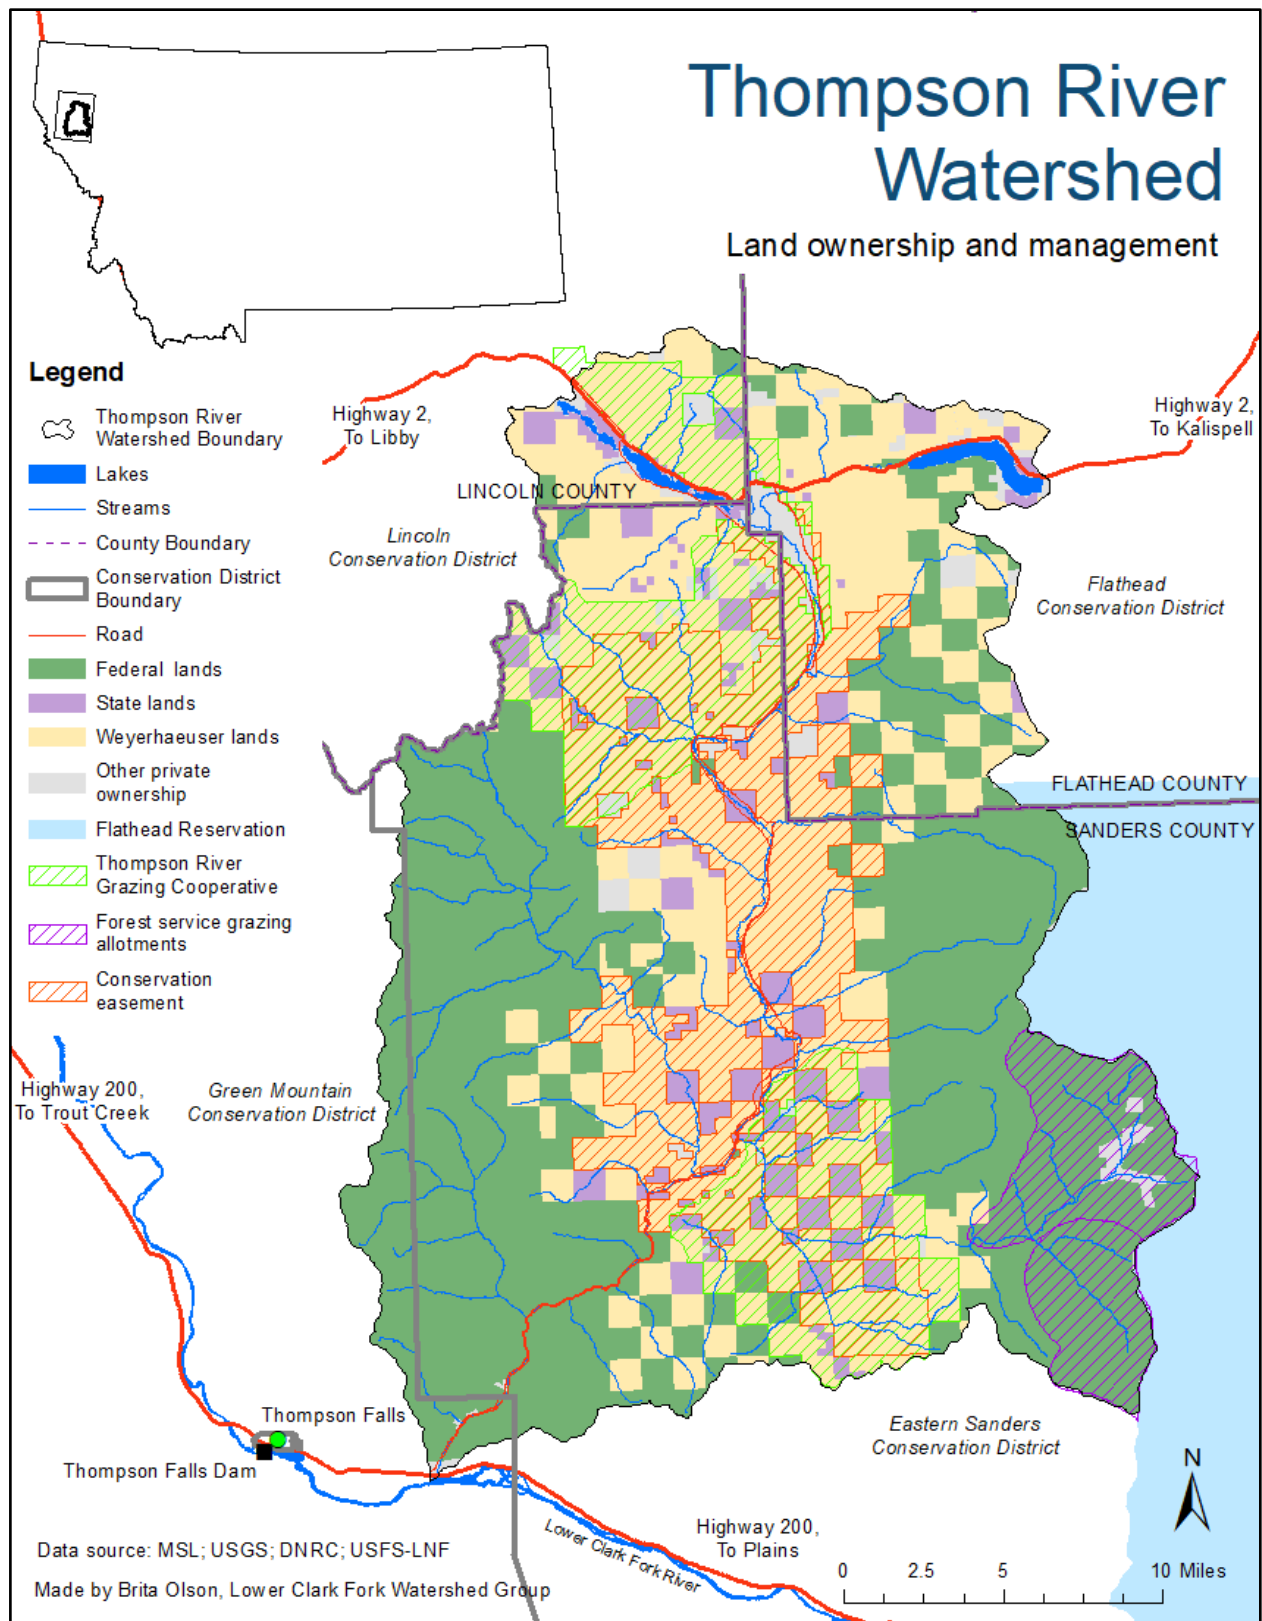 Thompson River
Watershed
Land ownership and management
Legend
Thompson River
Watershed Boundary
Lakes
Streams
County Boundary
Conservation District
Boundary
Road
Federal lands
State lands
Weyerhaeuser lands
Other private
ownership
Flathead Reservation
Thompson River
Grazing Cooperative
Forest service grazing
allotments
Conservation
easement
Highway 2,
To Libby
Highway 2,
To Kalispell
LINCOLN COUNTY
Lincoln
Conservation District
Flathead
Conservation District
FLATHEAD COUNTY
SANDERS COUNTY
Highway 200,
To Trout Creek
Green Mountain
Conservation District
Thompson Falls
Thompson Falls Dam
Eastern Sanders
Conservation District
N
Lower Clark Fork River
Highway 200,
To Plains
0 2.5 5 10 Miles
Data source: MSL; USGS; DNRC; USFS-LNF
Made by Brita Olson, Lower Clark Fork Watershed Group